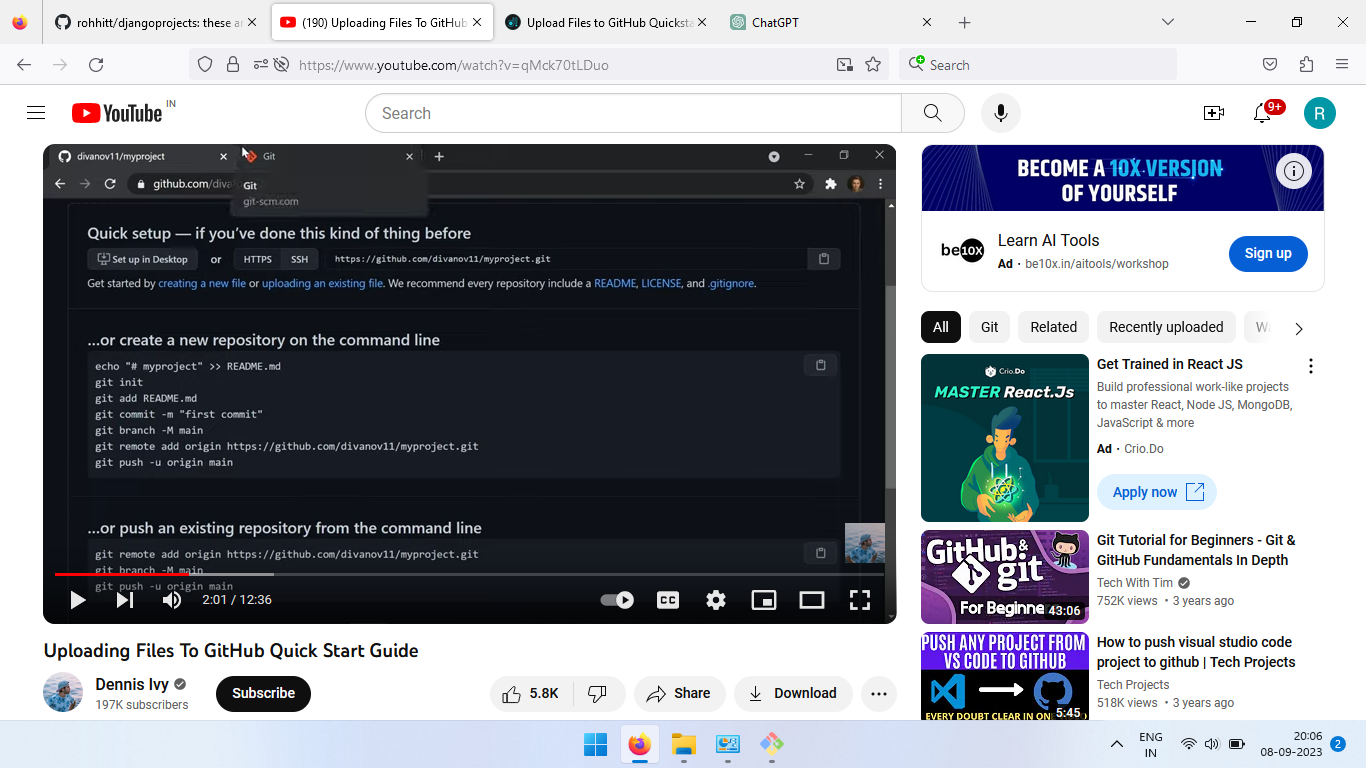 rohhitt/djangoprojects: these ar
(190) Uploading Files To GitHub
Upload Files to GitHub Quicksta
ChatGPT
https://www.youtube.com/watch?v=qMck70tLDuo
Search
YouTube IN
Search
9+
R
divanov11/myproject
Git
github.com/diva
Git
git-scm.com
Quick setup — if you've done this kind of thing before
Set up in Desktop or HTTPS SSH https://github.com/divanov11/myproject.git
Get started by creating a new file or uploading an existing file. We recommend every repository include a README, LICENSE, and .gitignore.
...or create a new repository on the command line
echo "# myproject" >> README.md
git init
git add README.md
git commit -m "first commit"
git branch -M main
git remote add origin https://github.com/divanov11/myproject.git
git push -u origin main
...or push an existing repository from the command line
git remote add origin https://github.com/divanov11/myproject.git
git branch -M main
git push -u origin main
2:01 / 12:36
CC
Uploading Files To GitHub Quick Start Guide
Dennis Ivy
197K subscribers
Subscribe
5.8K
Share
Download
BECOME A 10X VERSION
OF YOURSELF
be10x
Learn AI Tools
Ad · be10x.in/aitools/workshop
Sign up
All
Git
Related
Recently uploaded
W
Crio.Do
MASTER React.Js
Get Trained in React JS
Build professional work-like projects
to master React, Node JS, MongoDB,
JavaScript & more
Ad · Crio.Do
Apply now
GitHub &
git
For Beginne
43:06
Git Tutorial for Beginners - Git &
GitHub Fundamentals In Depth
Tech With Tim
752K views • 3 years ago
PUSH ANY PROJECT FROM
VS CODE TO GITHUB
5:45
EVERY DOUBT CLEAR IN ON
How to push visual studio code
project to github | Tech Projects
Tech Projects
518K views • 3 years ago
ENG
IN
20:06
08-09-2023
2